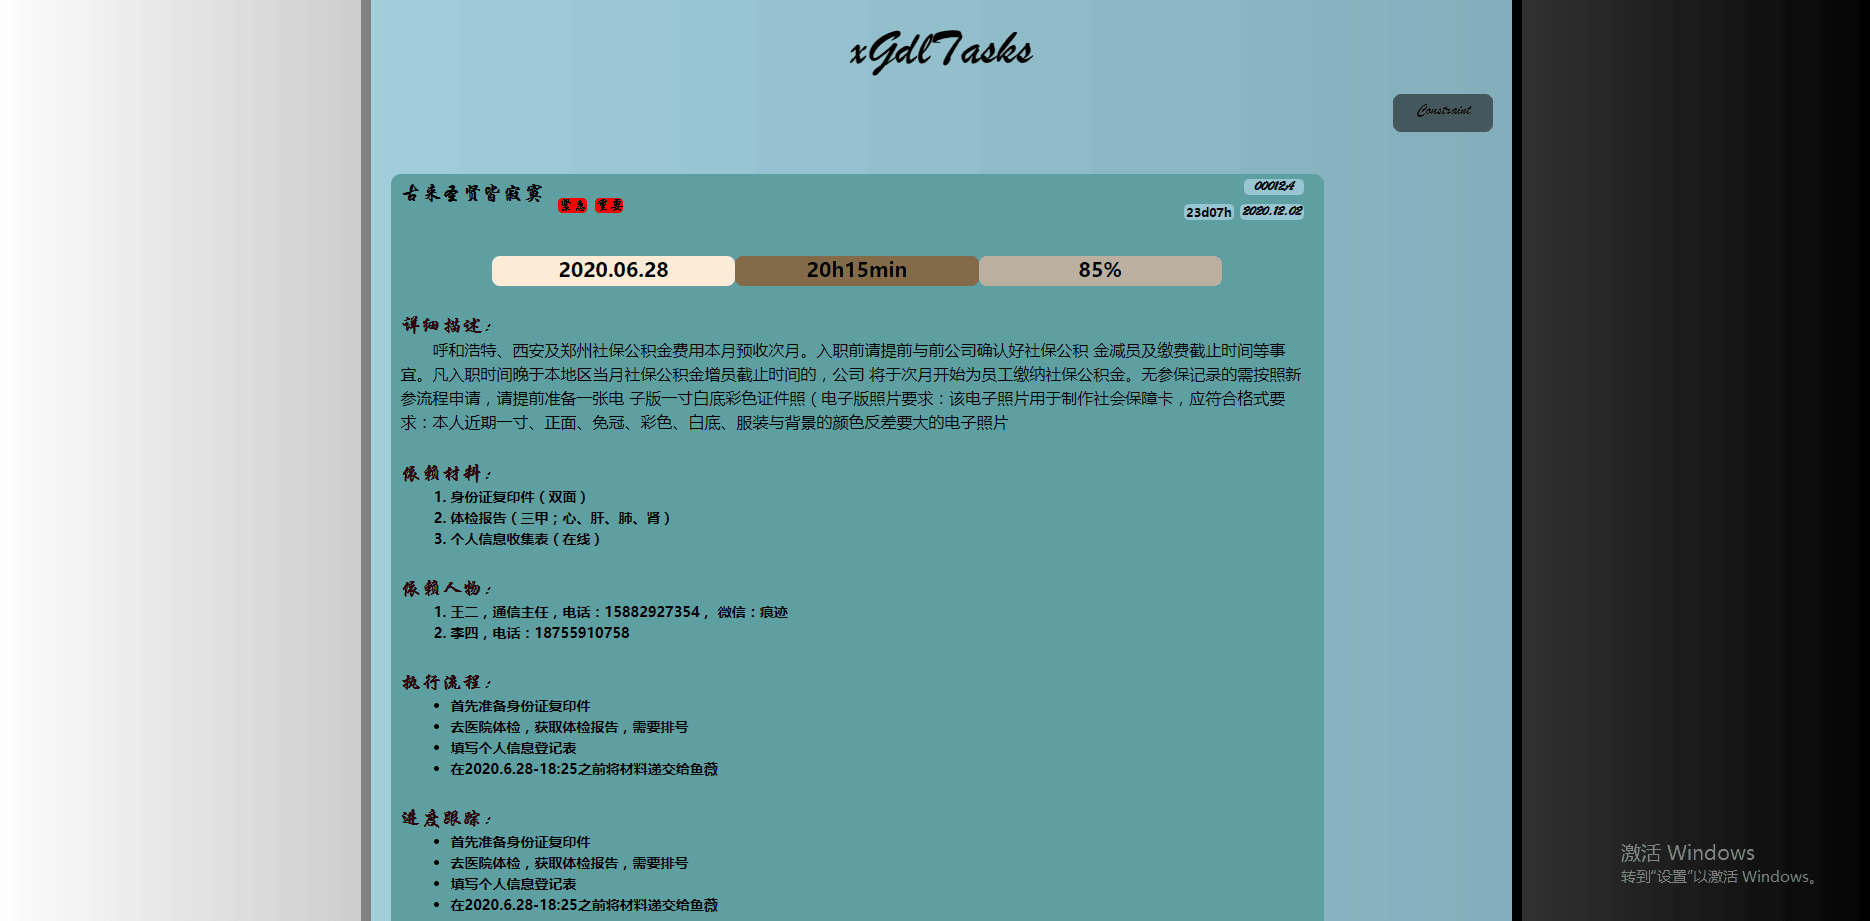 xGdlTasks
Constraint
古来圣贤皆寂寞
紧急 重要
00012A
23d07h 2020.12.02
2020.06.28 20h15min 85%
详细描述：
呼和浩特、西安及郑州社保公积金费用本月预收次月。入职前请提前与前公司确认好社保公积 金减员及缴费截止时间等事
宜。凡入职时间晚于本地区当月社保公积金增员截止时间的，公司 将于次月开始为员工缴纳社保公积金。无参保记录的需按照新
参流程申请，请提前准备一张电 子版一寸白底彩色证件照（电子版照片要求：该电子照片用于制作社会保障卡，应符合格式要
求：本人近期一寸、正面、免冠、彩色、白底、服装与背景的颜色反差要大的电子照片
依赖材料：
1. 身份证复印件（双面）
2. 体检报告（三甲；心、肝、肺、肾）
3. 个人信息收集表（在线）
依赖人物：
1. 王二，通信主任，电话：15882927354， 微信：痕迹
2. 李四，电话：18755910758
执行流程：
• 首先准备身份证复印件
• 去医院体检，获取体检报告，需要排号
• 填写个人信息登记表
• 在2020.6.28-18:25之前将材料递交给鱼薇
进度跟踪：
• 首先准备身份证复印件
• 去医院体检，获取体检报告，需要排号
• 填写个人信息登记表
• 在2020.6.28-18:25之前将材料递交给鱼薇
激活 Windows
转到“设置”以激活 Windows。